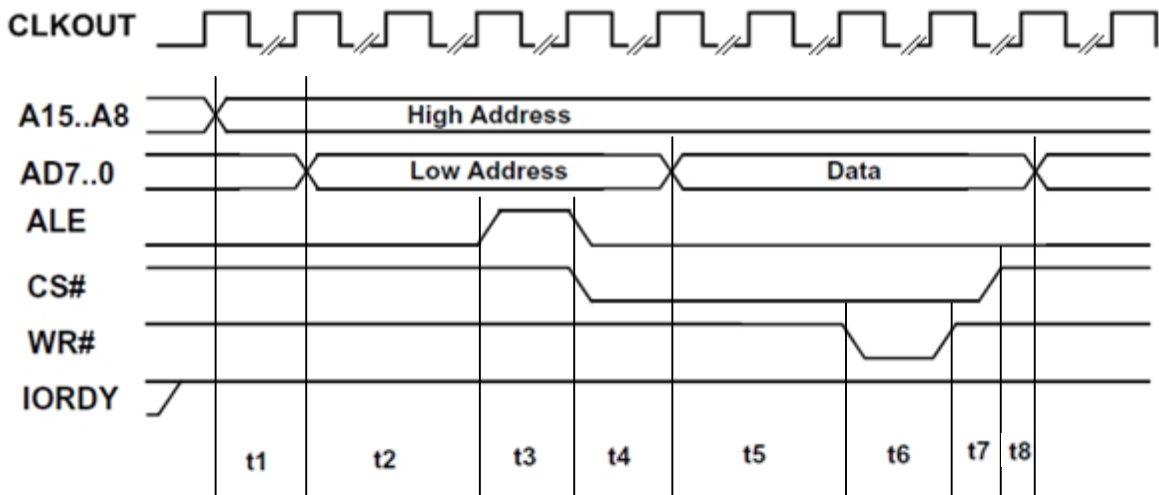 CLKOUT
A15..A8 High Address
AD7..0 Low Address Data
ALE
CS#
WR#
IORDY
t1 t2 t3 t4 t5 t6 t7 t8